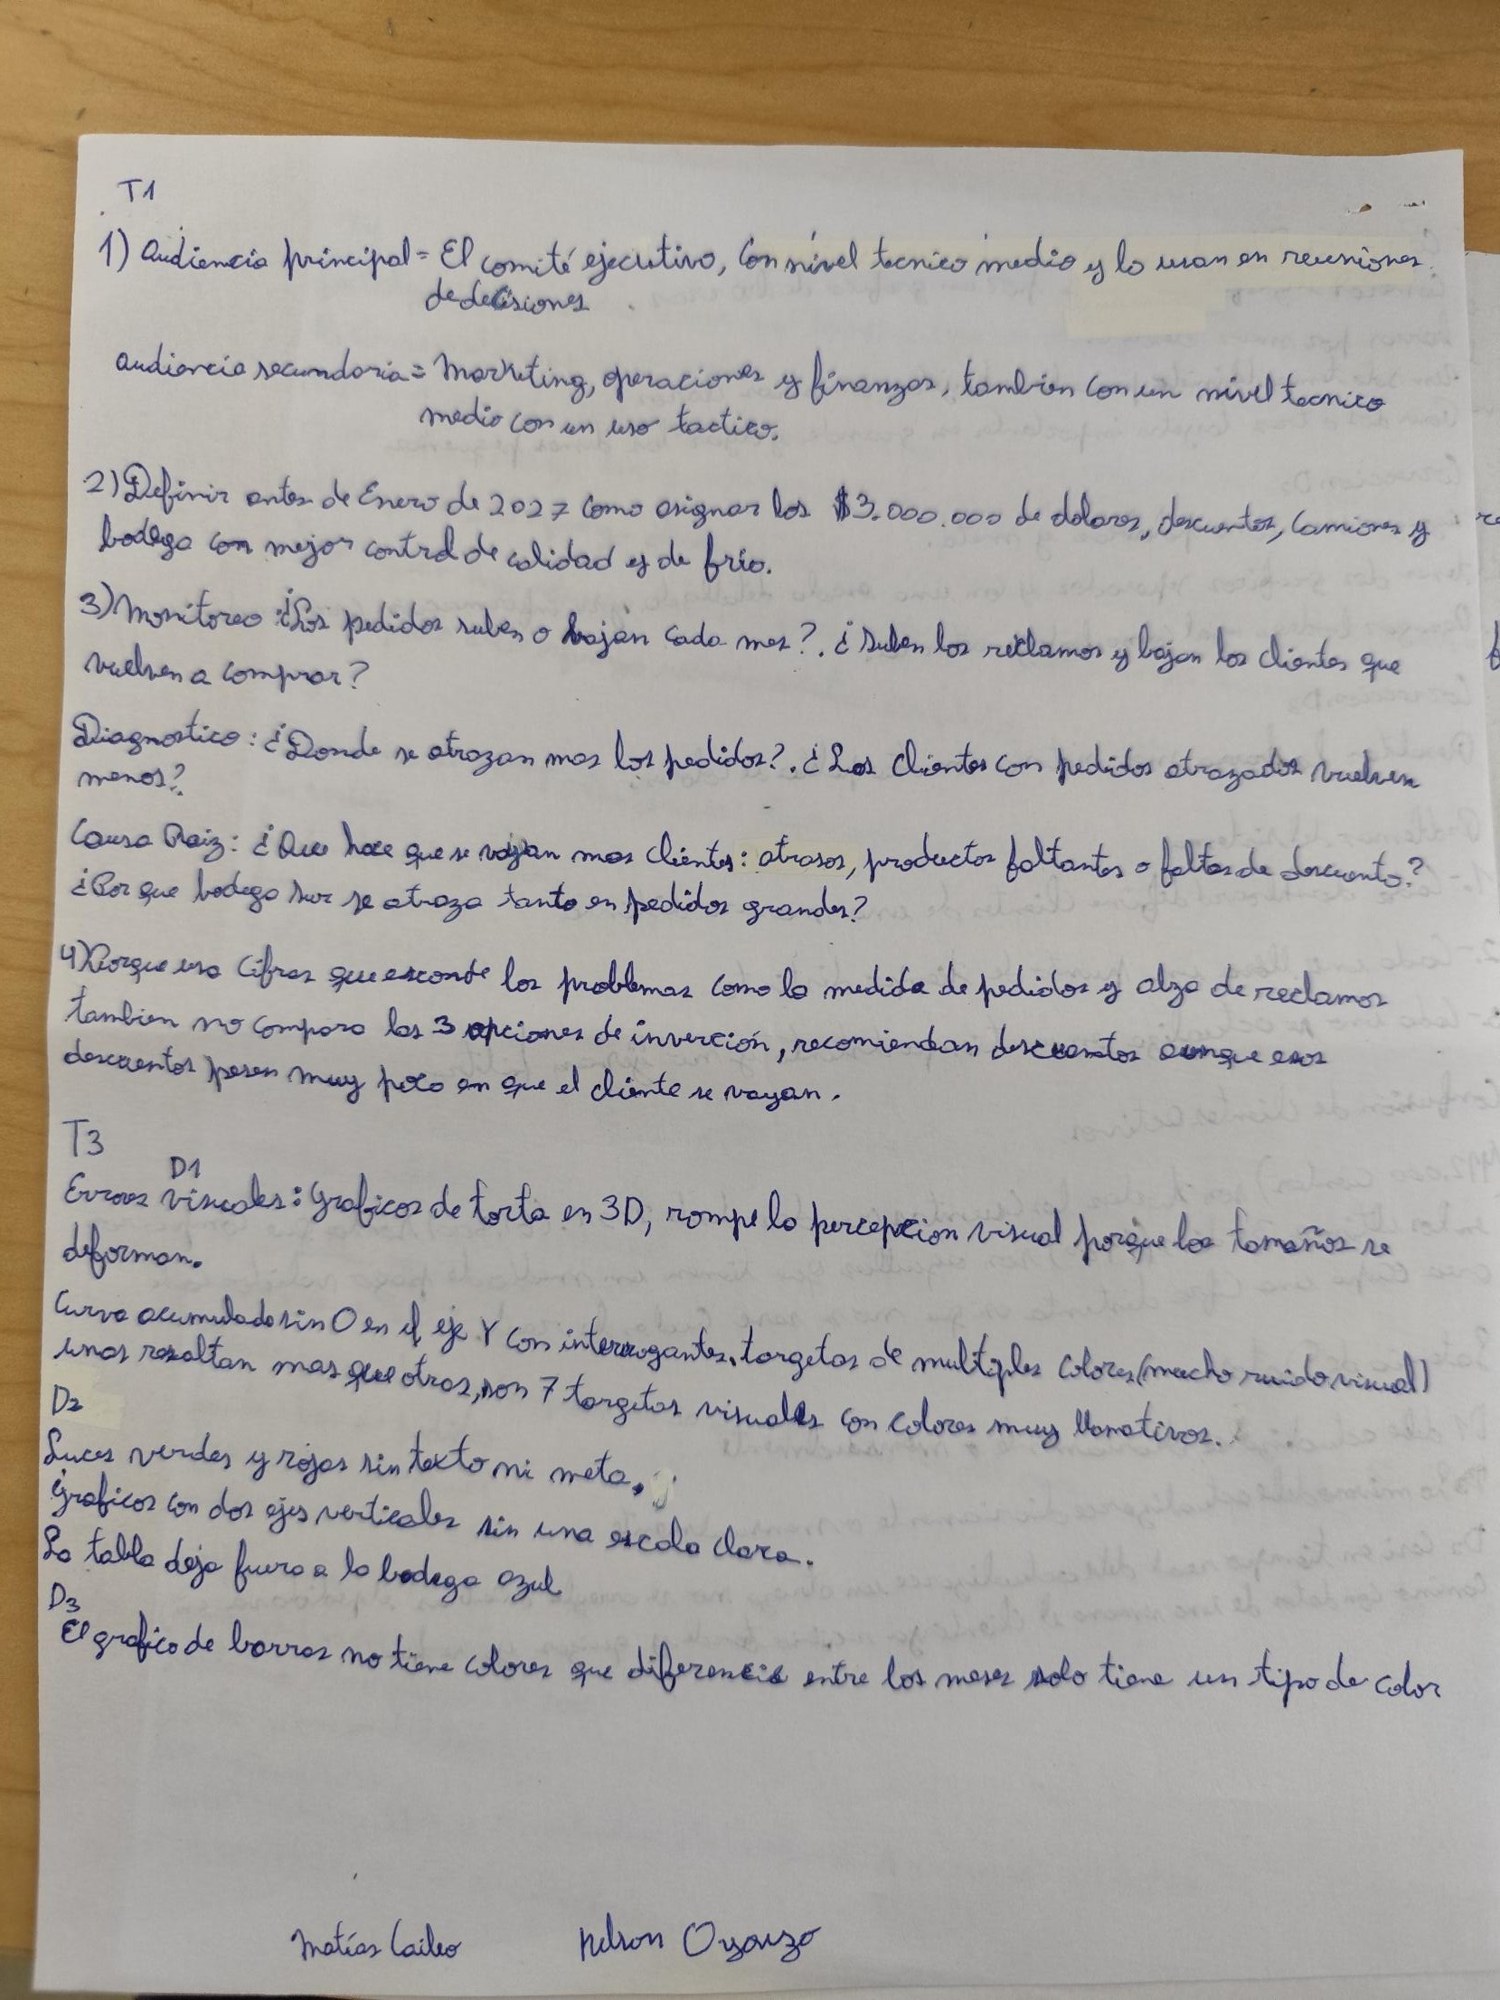 T1
1) Audiencia principal = El comité ejecutivo, Con nivel tecnico medio y lo usan en reuniones
de decisiones
audiencia secundaria = Marketing, operaciones y finanzas, tambien con un nivel tecnico
medio con un uso tactico.
2) Definir antes de Enero de 2027 como asignar los $3.000.000 de dolares, descuentos, Camiones y
bodega con mejor control de calidad y de frío.
3) Monitoreo: ¿Los pedidos suben o bajan cada mes?. ¿Suben los reclamos y bajan los clientes que
vuelven a comprar?
Diagnostico: ¿Donde se atrazan mas los pedidos?. ¿Los Clientes con pedidos atrazados vuelven
menos?
Causa Raiz: ¿Que hace que se vayan mas clientes: atrasos, productos faltantes o faltas de descuento?
¿Por que bodega sur se atraza tanto en pedidos grandes?
4) Porque usa cifras que esconde los problemas como la medida de pedidos y alza de reclamos
tambien no compara las 3 opciones de inverción, recomiendan descuentos aunque esos
descuentos pesen muy poco en que el cliente se vayan.
T3
D1
Errores visuales: graficos de torta en 3D, rompe la percepcion visual porque los tamaños se
deforman.
Curva acumulada sin 0 en el eje Y con interrogantes. targetas de multiples colores (mucho ruido visual)
unas resaltan mas que otras, son 7 targetas visuales con colores muy llamativos.
D2
Luces verdes y rojas sin texto ni meta.
graficos con dos ejes verticales sin una escala clara.
La tabla deja fuera a la bodega azul
D3
El grafico de barras no tiene colores que diferencie entre los meses solo tiene un tipo de color
Matías Caileo Nelson Oyarzo